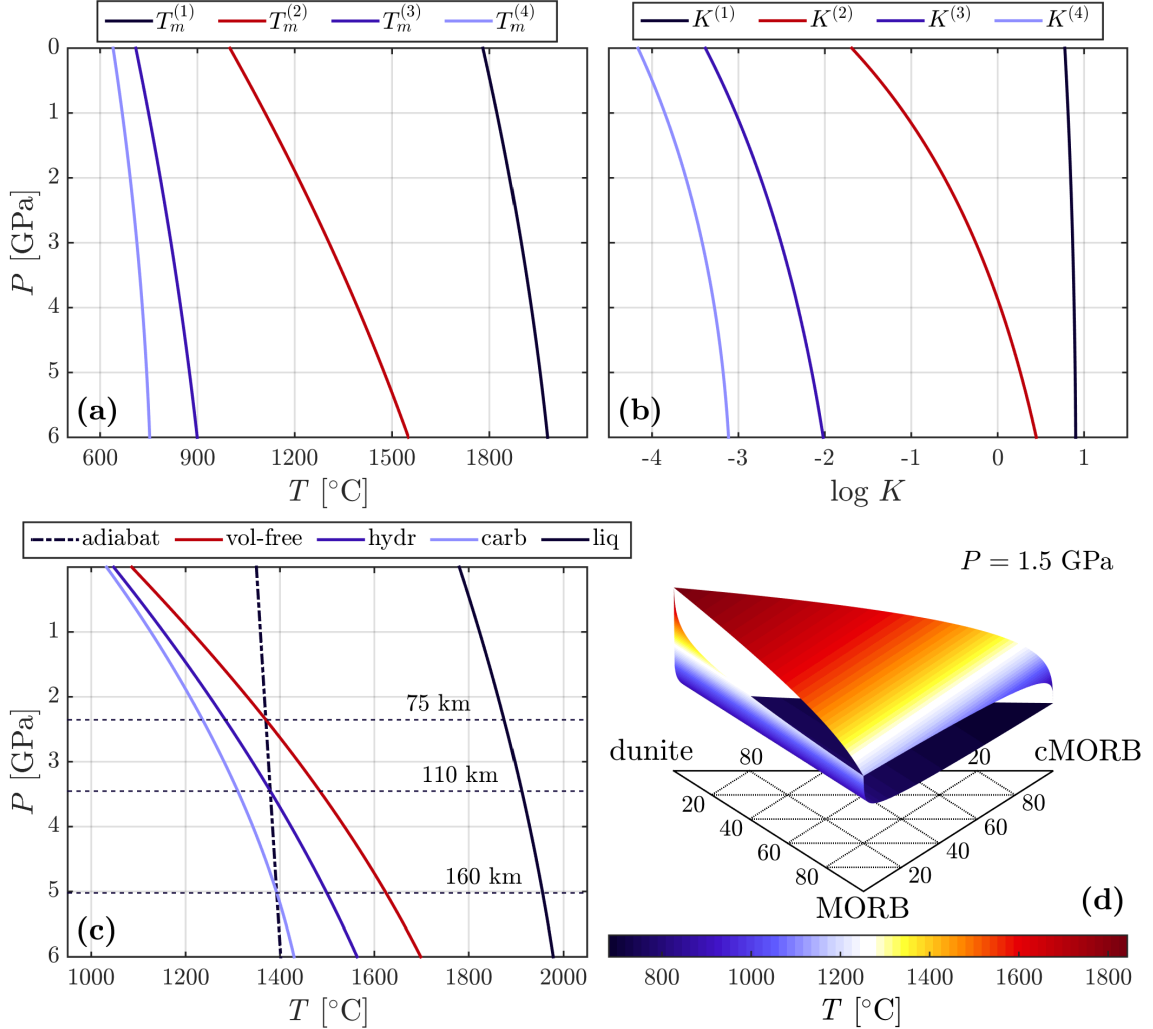 T_m^(1) T_m^(2) T_m^(3) T_m^(4)
K^(1) K^(2) K^(3) K^(4)
0
1
2
3
4
5
6
P [GPa]
(a)
600 900 1200 1500 1800
T [°C]
(b)
-4 -3 -2 -1 0 1
log K
adiabat vol-free hydr carb liq
1
2
3
4
5
6
P [GPa]
75 km
110 km
160 km
(c)
1000 1200 1400 1600 1800 2000
T [°C]
P = 1.5 GPa
dunite 80 20 cMORB
20 80
40 60
60 40
80 20
MORB
(d)
800 1000 1200 1400 1600 1800
T [°C]